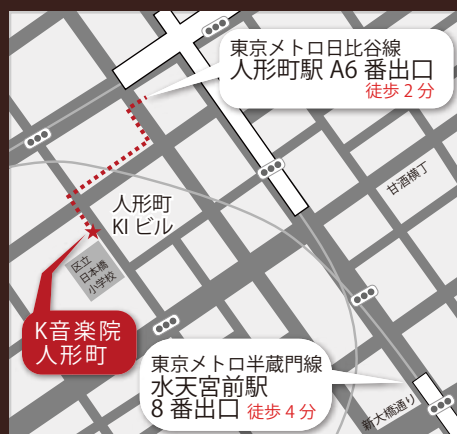 東京メトロ日比谷線
人形町駅 A6 番出口
徒歩 2 分
甘酒横丁
人形町
KI ビル
区立
日本橋
小学校
K音楽院
人形町
東京メトロ半蔵門線
水天宮前駅
8 番出口 徒歩 4 分
新大橋通り